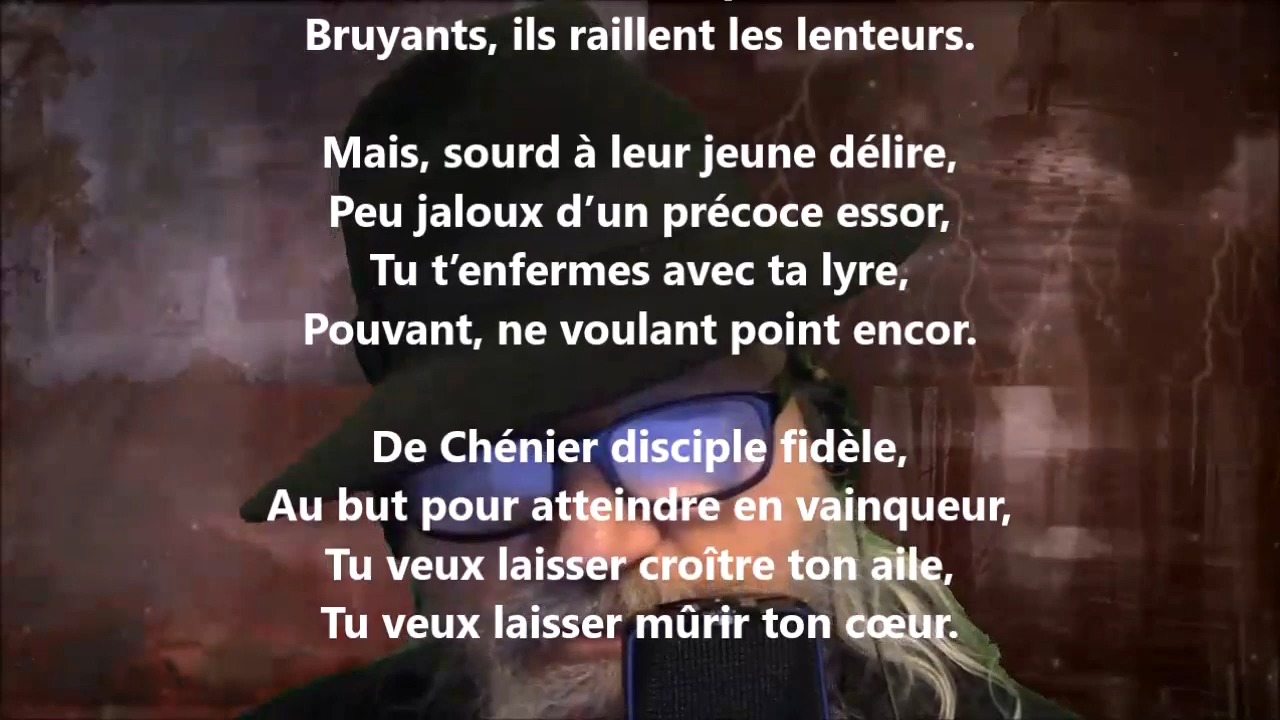 Bruyants, ils raillent les lenteurs.
Mais, sourd à leur jeune délire,
Peu jaloux d’un précoce essor,
Tu t’enfermes avec ta lyre,
Pouvant, ne voulant point encor.
De Chénier disciple fidèle,
Au but pour atteindre en vainqueur,
Tu veux laisser croître ton aile,
Tu veux laisser mûrir ton cœur.